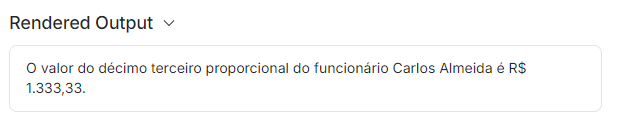 Rendered Output
O valor do décimo terceiro proporcional do funcionário Carlos Almeida é R$
1.333,33.